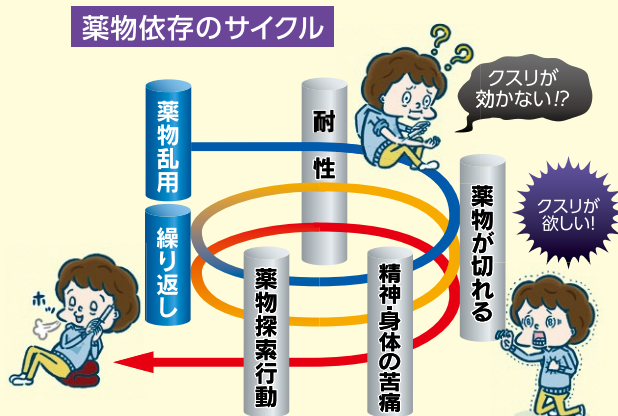 薬物依存のサイクル
薬物乱用
耐性
クスリが
効かない!?
薬物が切れる
クスリが
欲しい!
繰り返し
薬物探索行動
精神・身体の苦痛
ホッ